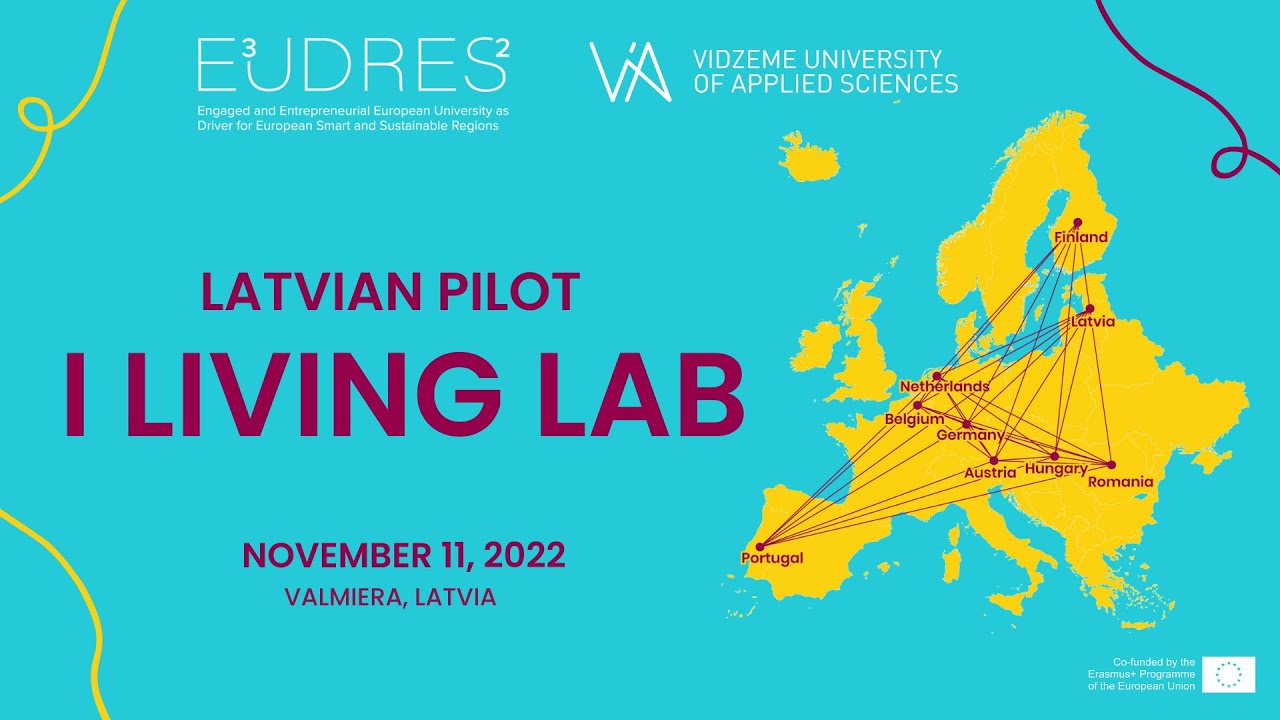 E³UDRES²
Engaged and Entrepreneurial European University as
Driver for European Smart and Sustainable Regions
ViA
VIDZEME UNIVERSITY
OF APPLIED SCIENCES
LATVIAN PILOT
I LIVING LAB
NOVEMBER 11, 2022
VALMIERA, LATVIA
Finland
Latvia
Netherlands
Belgium
Germany
Austria
Hungary
Romania
Portugal
Co-funded by the
Erasmus+ Programme
of the European Union